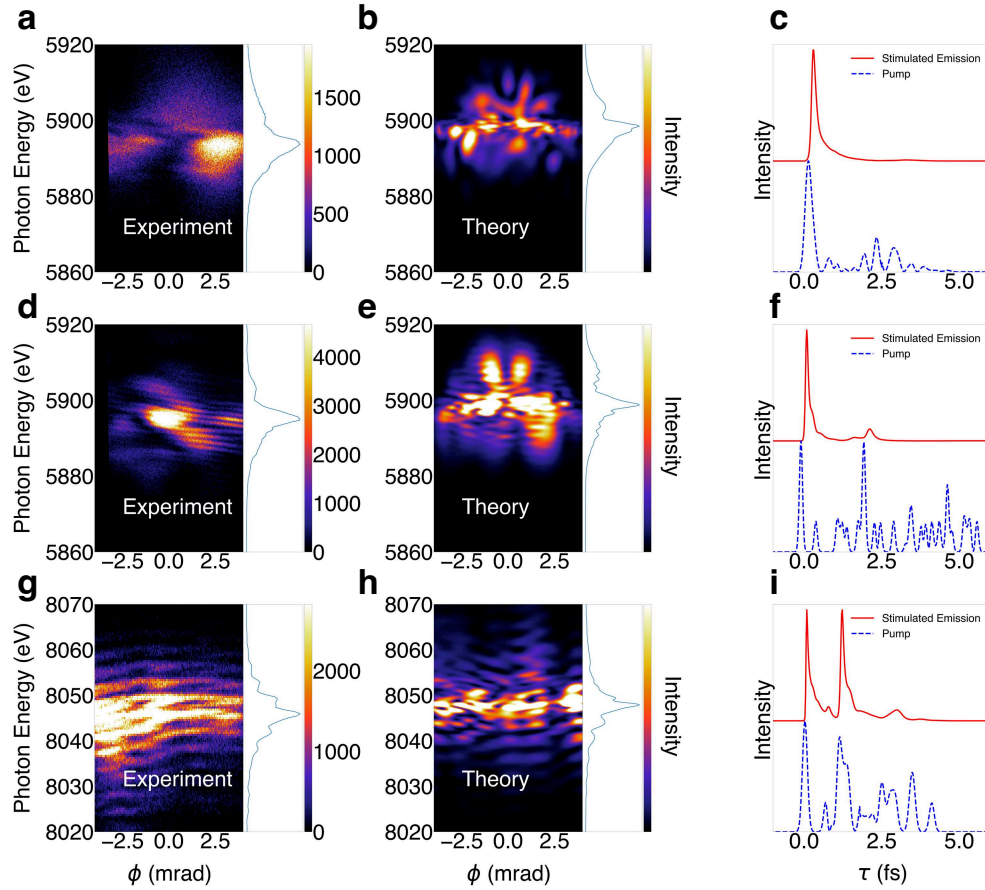 a
b
c
5920
5900
5880
5860
Photon Energy (eV)
Experiment
−2.5 0.0 2.5
1500
1000
500
0
5920
5900
5880
5860
Theory
−2.5 0.0 2.5
Intensity
Intensity
Stimulated Emission
Pump
0.0 2.5 5.0
d
e
f
5920
5900
5880
5860
Photon Energy (eV)
Experiment
−2.5 0.0 2.5
4000
3000
2000
1000
0
5920
5900
5880
5860
Theory
−2.5 0.0 2.5
Intensity
Intensity
Stimulated Emission
Pump
0.0 2.5 5.0
g
h
i
8070
8060
8050
8040
8030
8020
Photon Energy (eV)
Experiment
−2.5 0.0 2.5
ϕ (mrad)
2000
1000
0
8070
8060
8050
8040
8030
8020
Theory
−2.5 0.0 2.5
ϕ (mrad)
Intensity
Intensity
Stimulated Emission
Pump
0.0 2.5 5.0
τ (fs)